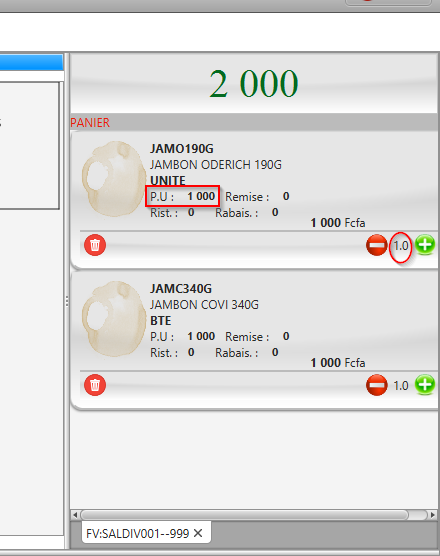 2 000
PANIER
JAMO190G
JAMBON ODERICH 190G
UNITE
P.U : 1 000 Remise : 0
Rist. : 0 Rabais. : 0
1 000 Fcfa
1.0
JAMC340G
JAMBON COVI 340G
BTE
P.U : 1 000 Remise : 0
Rist. : 0 Rabais. : 0
1 000 Fcfa
1.0
FV:SALDIV001--999